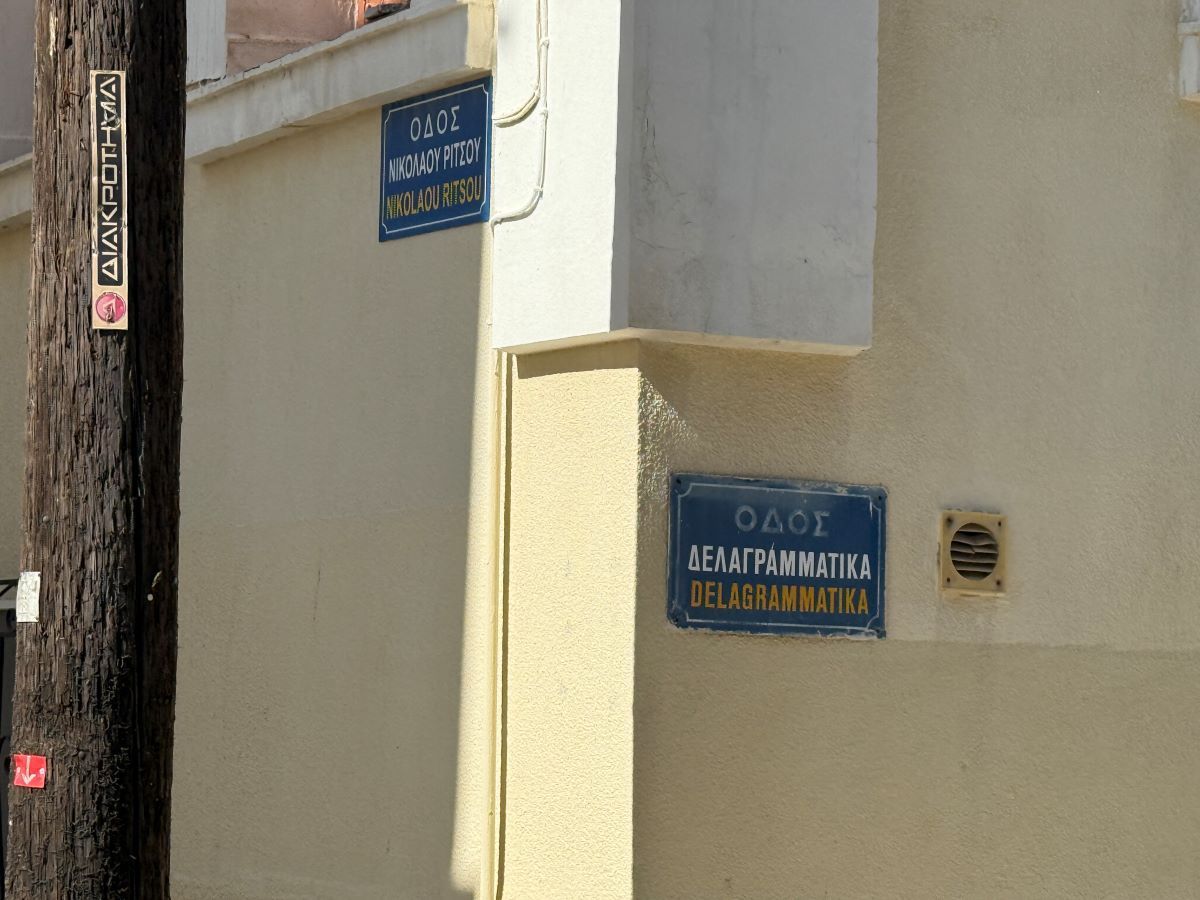 ΔΙΑΚΡΟΤΗΜΑ
ΟΔΟΣ
ΝΙΚΟΛΑΟΥ ΡΙΤΣΟΥ
NIKOLAOU RITSOU
ΟΔΟΣ
ΔΕΛΑΓΡΑΜΜΑΤΙΚΑ
DELAGRAMMATIKA